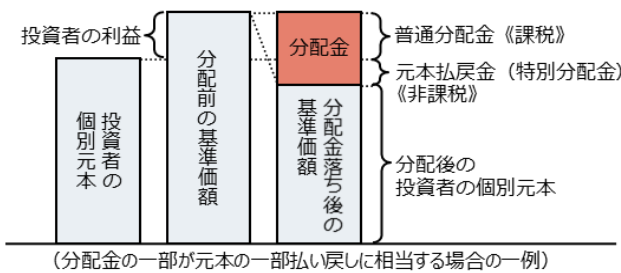 投資者の利益
分配金
普通分配金《課税》
元本払戻金（特別分配金）
《非課税》
投資者の
個別元本
分配前の基準価額
分配金落ち後の
基準価額
分配後の
投資者の個別元本
（分配金の一部が元本の一部払い戻しに相当する場合の一例）